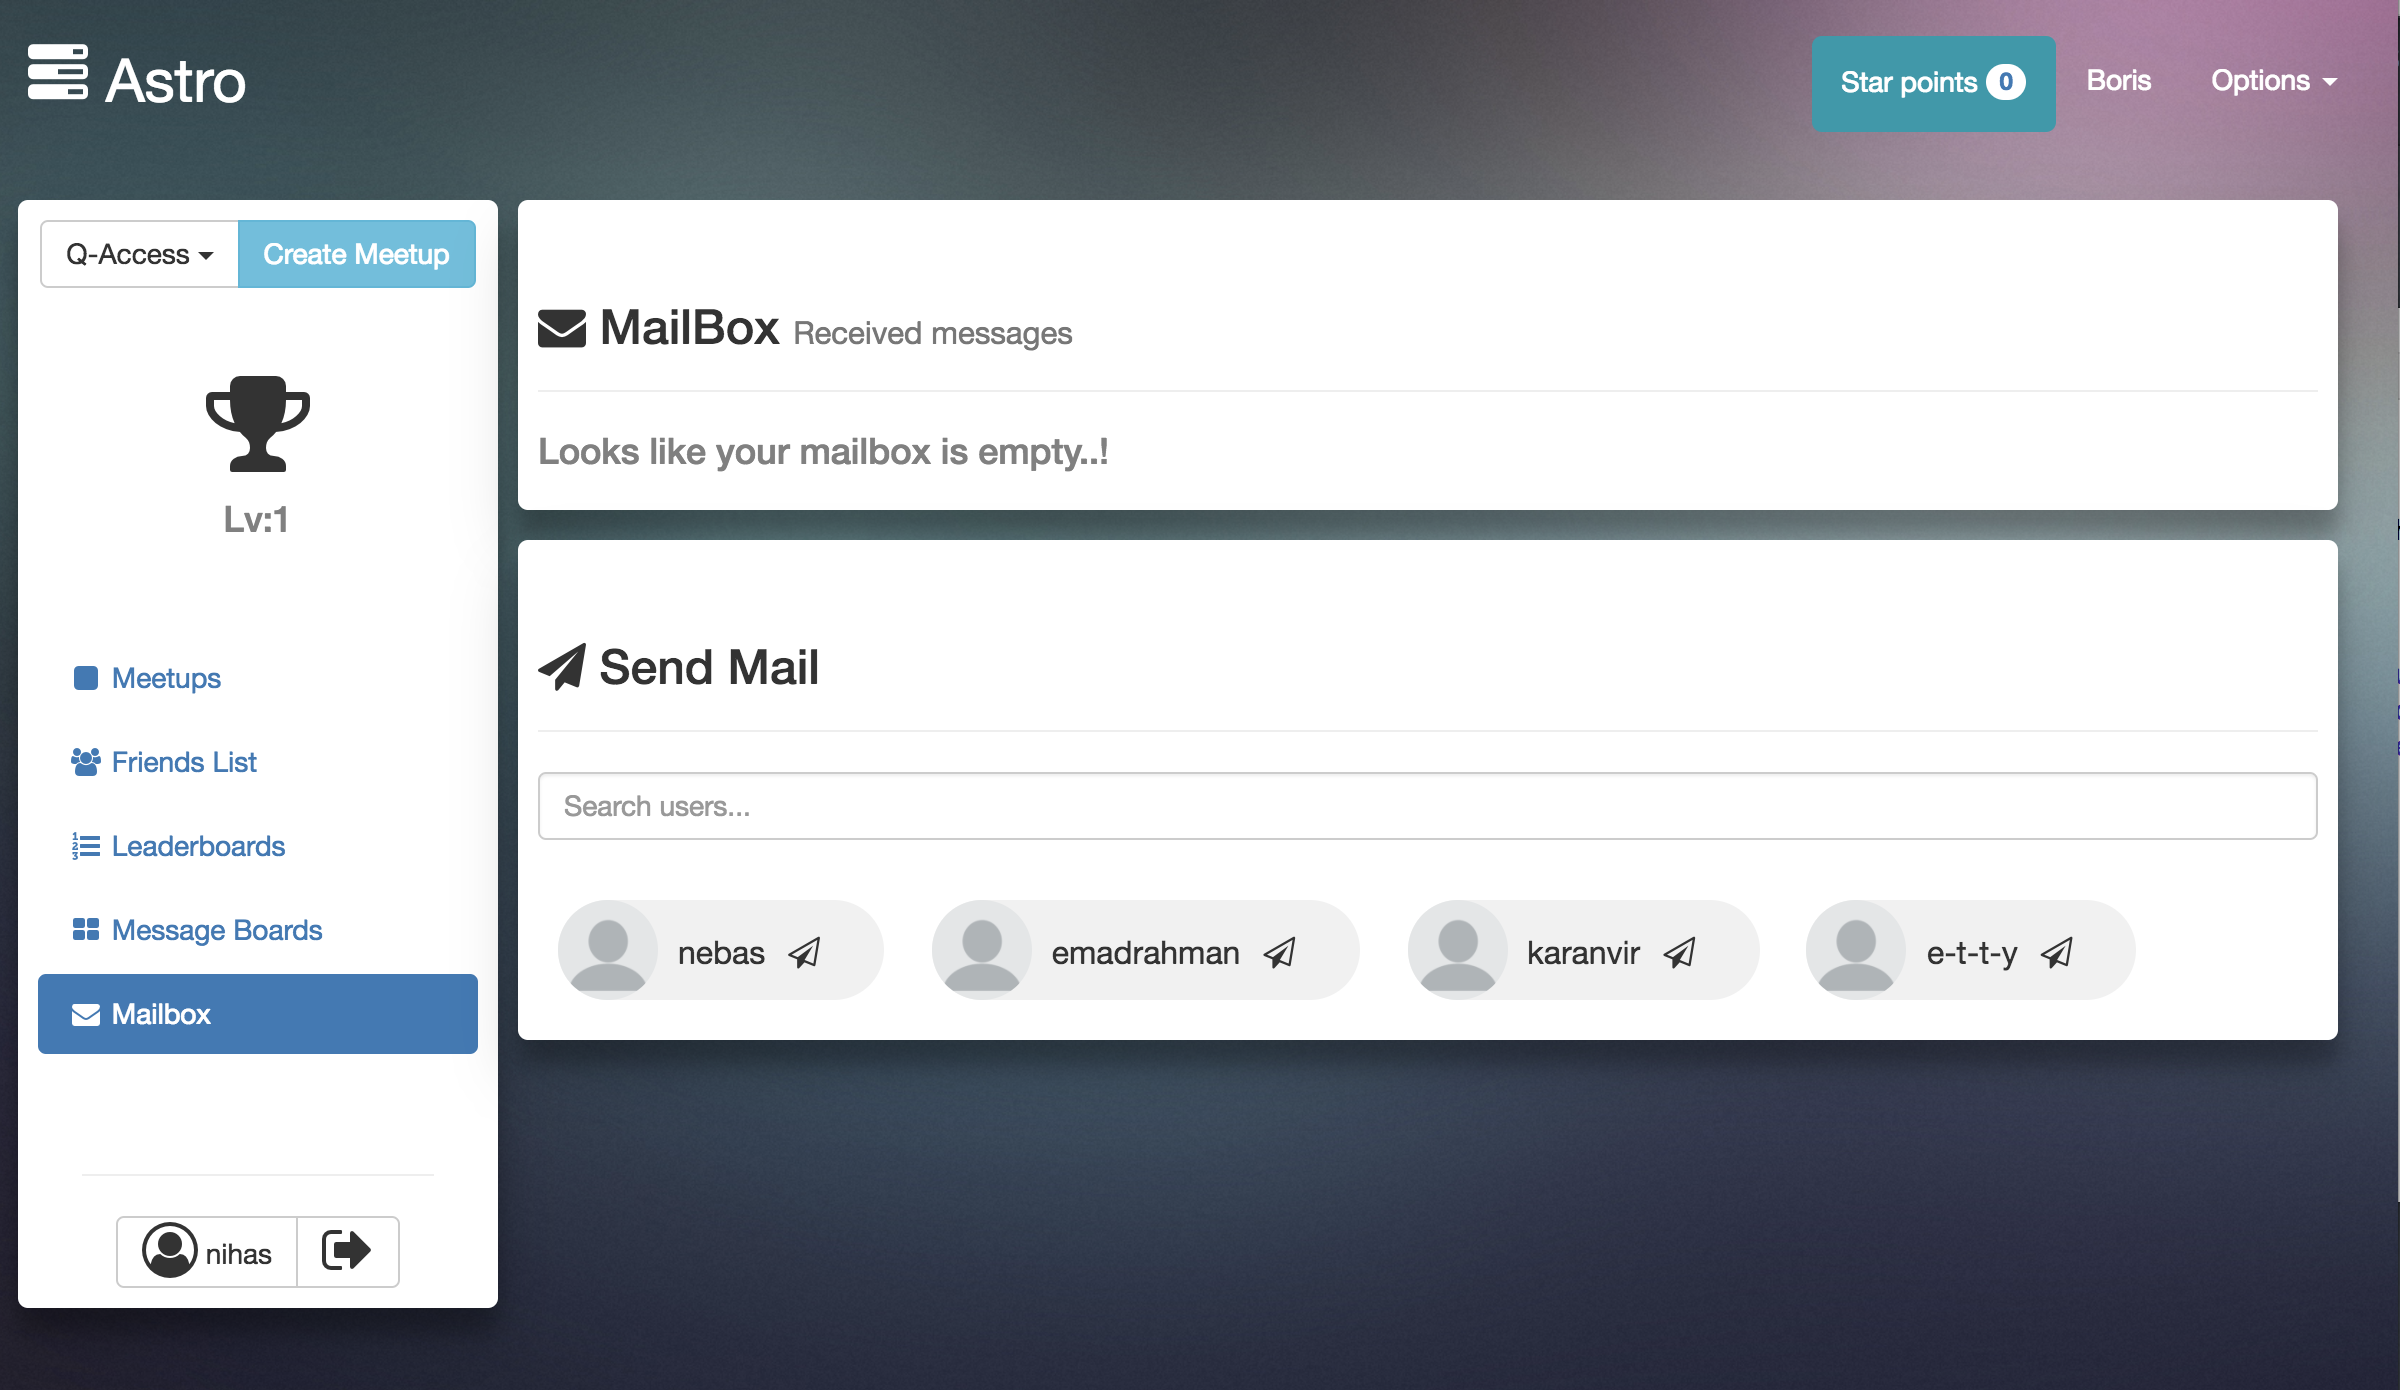 Astro
Star points 0
Boris
Options
Q-Access
Create Meetup
Lv:1
Meetups
Friends List
Leaderboards
Message Boards
Mailbox
nihas
MailBox Received messages
Looks like your mailbox is empty..!
Send Mail
Search users...
nebas
emadrahman
karanvir
e-t-t-y